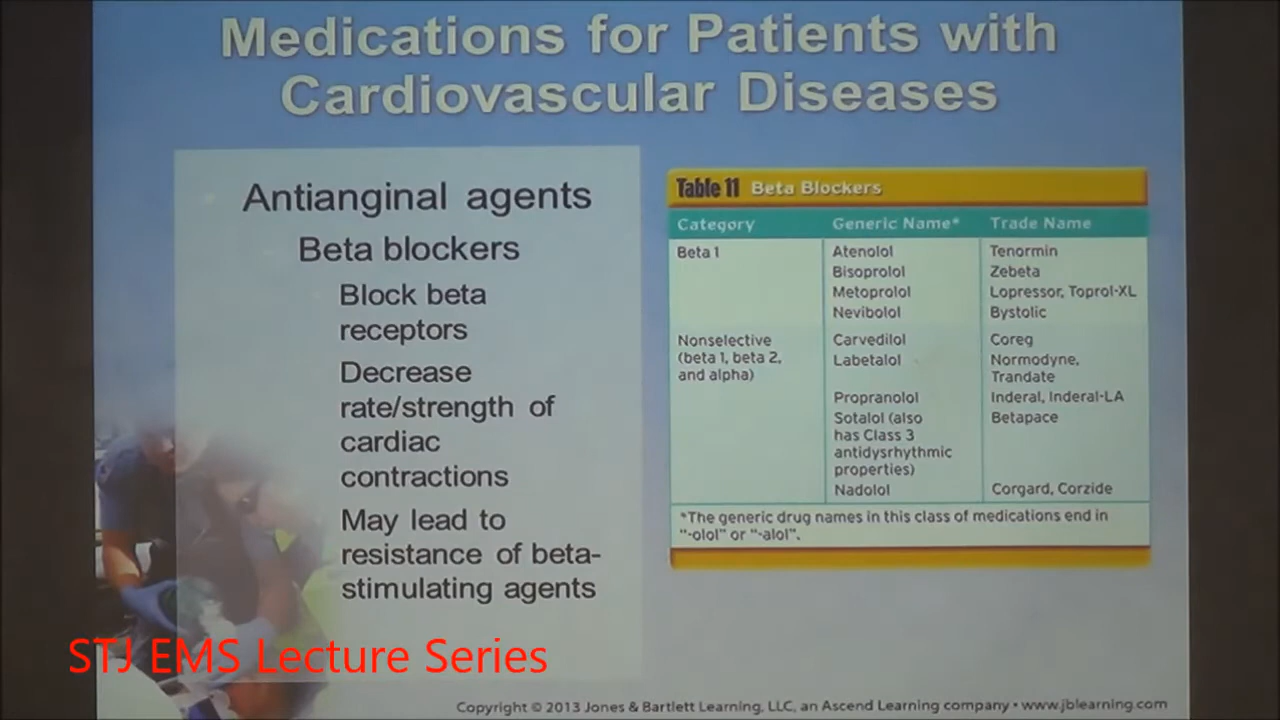 Medications for Patients with
Cardiovascular Diseases
Antianginal agents
Beta blockers
Block beta
receptors
Decrease
rate/strength of
cardiac
contractions
May lead to
resistance of beta-
stimulating agents
Table 11 Beta Blockers
Category Generic Name* Trade Name
Beta 1 Atenolol Tenormin
Bisoprolol Zebeta
Metoprolol Lopressor, Toprol-XL
Nevibolol Bystolic
Nonselective Carvedilol Coreg
(beta 1, beta 2, Labetalol Normodyne,
and alpha) Trandate
Propranolol Inderal, Inderal-LA
Sotalol (also Betapace
has Class 3
antidysrhythmic
properties)
Nadolol Corgard, Corzide
*The generic drug names in this class of medications end in
"-olol" or "-alol".
STJ EMS Lecture Series
Copyright © 2013 Jones & Bartlett Learning, LLC, an Ascend Learning company • www.jblearning.com